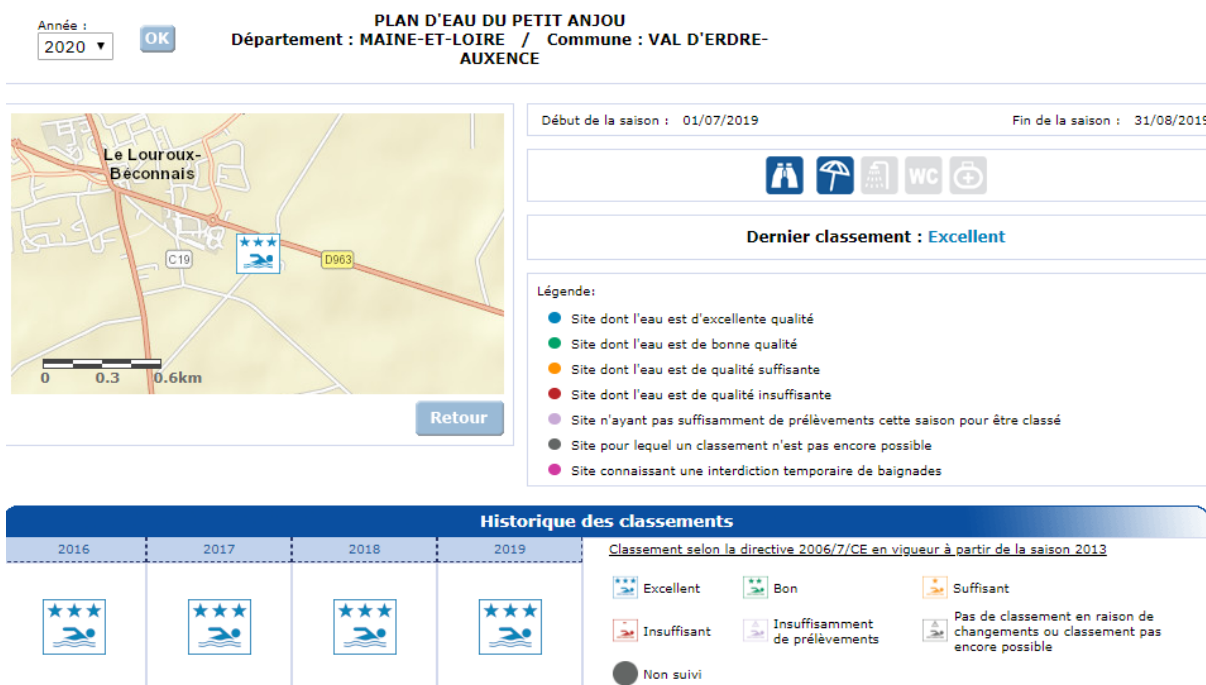 Année :
2020
OK
PLAN D'EAU DU PETIT ANJOU
Département : MAINE-ET-LOIRE / Commune : VAL D'ERDRE-
AUXENCE
Le Louroux-
Béconnais
C19
D963
0 0.3 0.6km
Retour
Début de la saison : 01/07/2019
Fin de la saison : 31/08/2019
WC
Dernier classement : Excellent
Légende:
Site dont l'eau est d'excellente qualité
Site dont l'eau est de bonne qualité
Site dont l'eau est de qualité suffisante
Site dont l'eau est de qualité insuffisante
Site n'ayant pas suffisamment de prélèvements cette saison pour être classé
Site pour lequel un classement n'est pas encore possible
Site connaissant une interdiction temporaire de baignades
Historique des classements
2016 2017 2018 2019
Classement selon la directive 2006/7/CE en vigueur à partir de la saison 2013
Excellent
Bon
Suffisant
Insuffisant
Insuffisamment
de prélèvements
Pas de classement en raison de
changements ou classement pas
encore possible
Non suivi